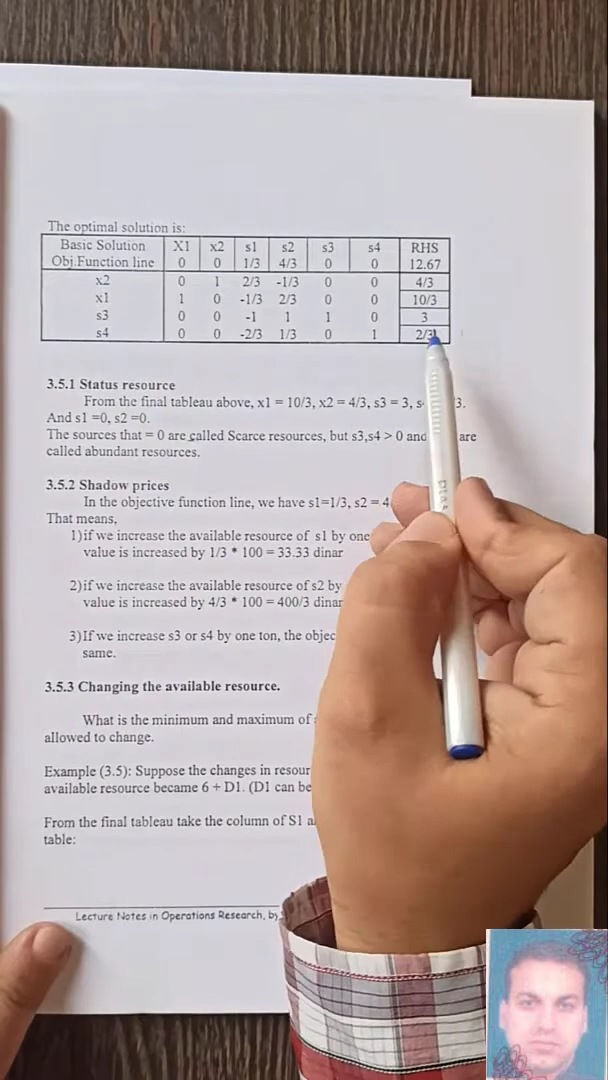 The optimal solution is:
Basic Solution X1 x2 s1 s2 s3 s4 RHS
Obj.Function line 0 0 1/3 4/3 0 0 12.67
x2 0 1 2/3 -1/3 0 0 4/3
x1 1 0 -1/3 2/3 0 0 10/3
s3 0 0 -1 1 1 0 3
s4 0 0 -2/3 1/3 0 1 2/3
3.5.1 Status resource
From the final tableau above, x1 = 10/3, x2 = 4/3, s3 = 3, 3.
And s1 =0, s2 =0.
The sources that = 0 are called Scarce resources, but s3,s4 > 0 and are
called abundant resources.
3.5.2 Shadow prices
In the objective function line, we have s1=1/3, s2 = 4
That means,
1)if we increase the available resource of s1 by one
value is increased by 1/3 * 100 = 33.33 dinar
2)if we increase the available resource of s2 by
value is increased by 4/3 * 100 = 400/3 dinar
3)If we increase s3 or s4 by one ton, the objec
same.
3.5.3 Changing the available resource.
What is the minimum and maximum of
allowed to change.
Example (3.5): Suppose the changes in resour
available resource became 6 + D1. (D1 can be
From the final tableau take the column of S1 a
table:
Lecture Notes in Operations Research, by